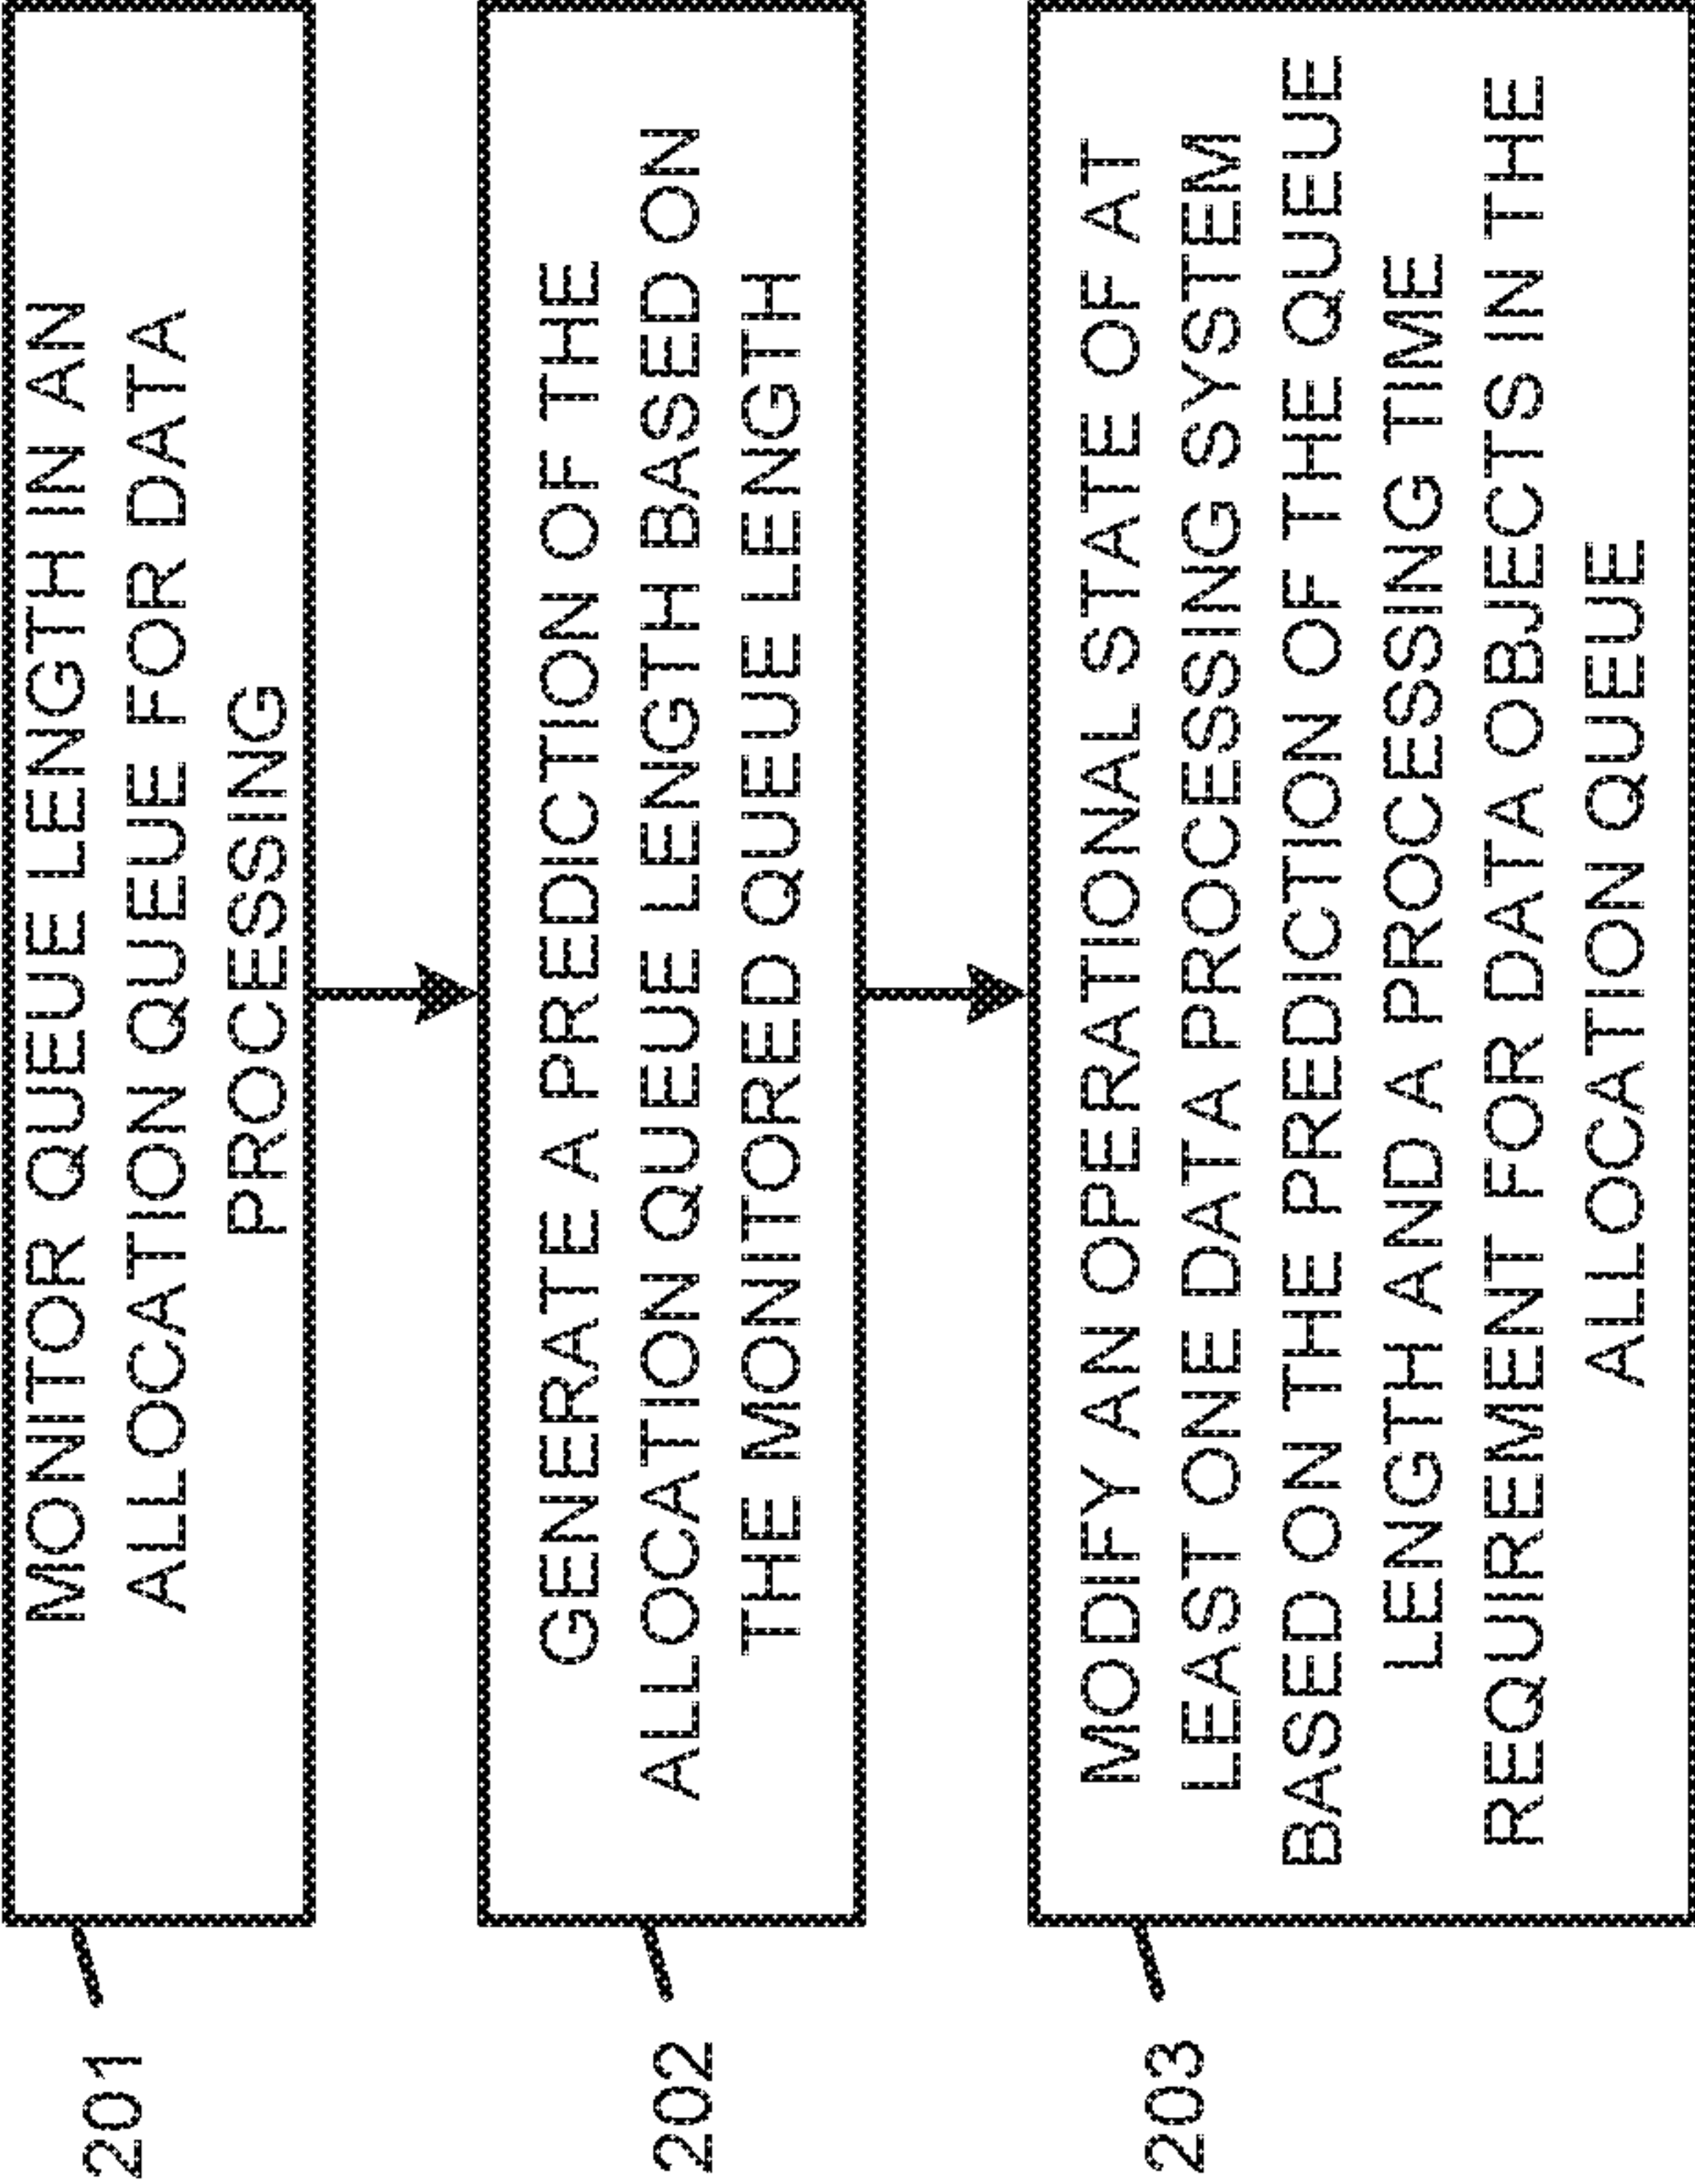 201
MONITOR QUEUE LENGTH IN AN
ALLOCATION QUEUE FOR DATA
PROCESSING
202
GENERATE A PREDICTION OF THE
ALLOCATION QUEUE LENGTH BASED ON
THE MONITORED QUEUE LENGTH
203
MODIFY AN OPERATIONAL STATE OF AT
LEAST ONE DATA PROCESSING SYSTEM
BASED ON THE PREDICTION OF THE QUEUE
LENGTH AND A PROCESSING TIME
REQUIREMENT FOR DATA OBJECTS IN THE
ALLOCATION QUEUE